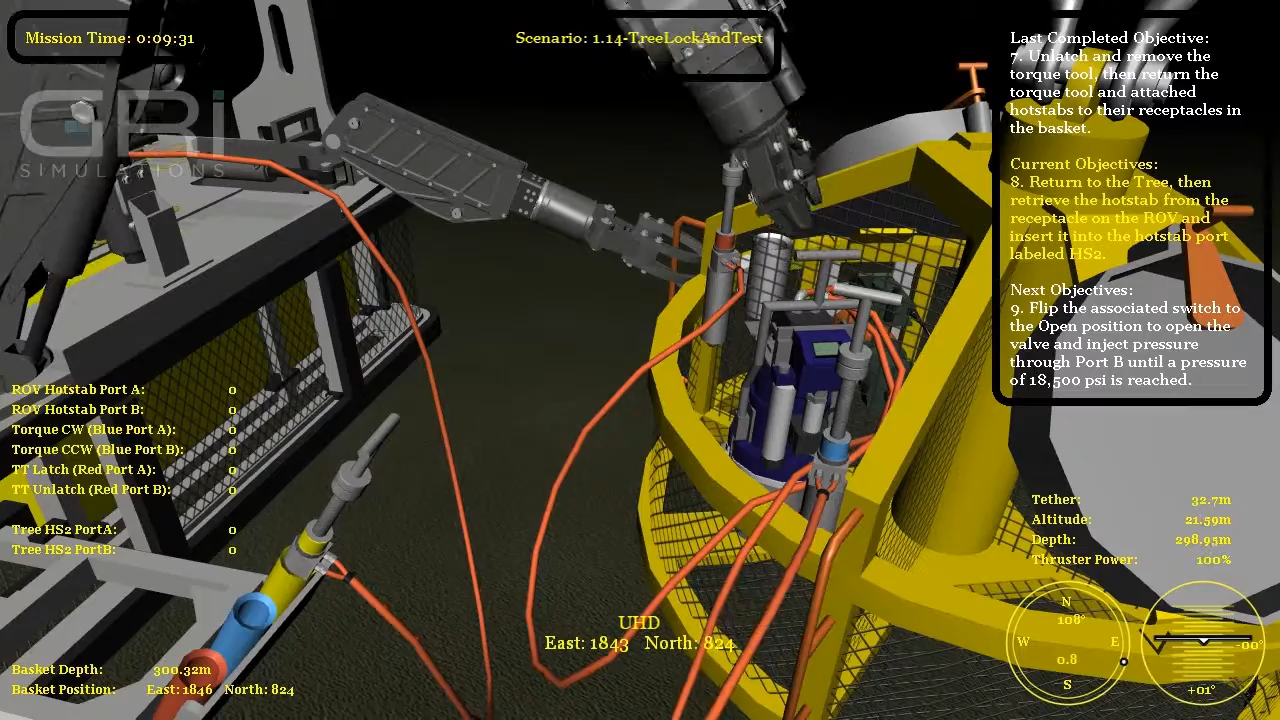 Mission Time: 0:09:31
Scenario: 1.14-TreeLockAndTest
GRi
SIMULATIONS
Last Completed Objective:
7. Unlatch and remove the
torque tool, then return the
torque tool and attached
hotstabs to their receptacles in
the basket.
Current Objectives:
8. Return to the Tree, then
retrieve the hotstab from the
receptacle on the ROV and
insert it into the hotstab port
labeled HS2.
Next Objectives:
9. Flip the associated switch to
the Open position to open the
valve and inject pressure
through Port B until a pressure
of 18,500 psi is reached.
ROV Hotstab Port A: 0
ROV Hotstab Port B: 0
Torque CW (Blue Port A): 0
Torque CCW (Blue Port B): 0
TT Latch (Red Port A): 0
TT Unlatch (Red Port B): 0
Tree HS2 PortA: 0
Tree HS2 PortB: 0
Tether: 32.7m
Altitude: 21.59m
Depth: 298.95m
Thruster Power: 100%
UHD
East: 1843 North: 824
Basket Depth: 300.32m
Basket Position: East: 1846 North: 824
N
108°
W E
0.8
S
-00°
+01°